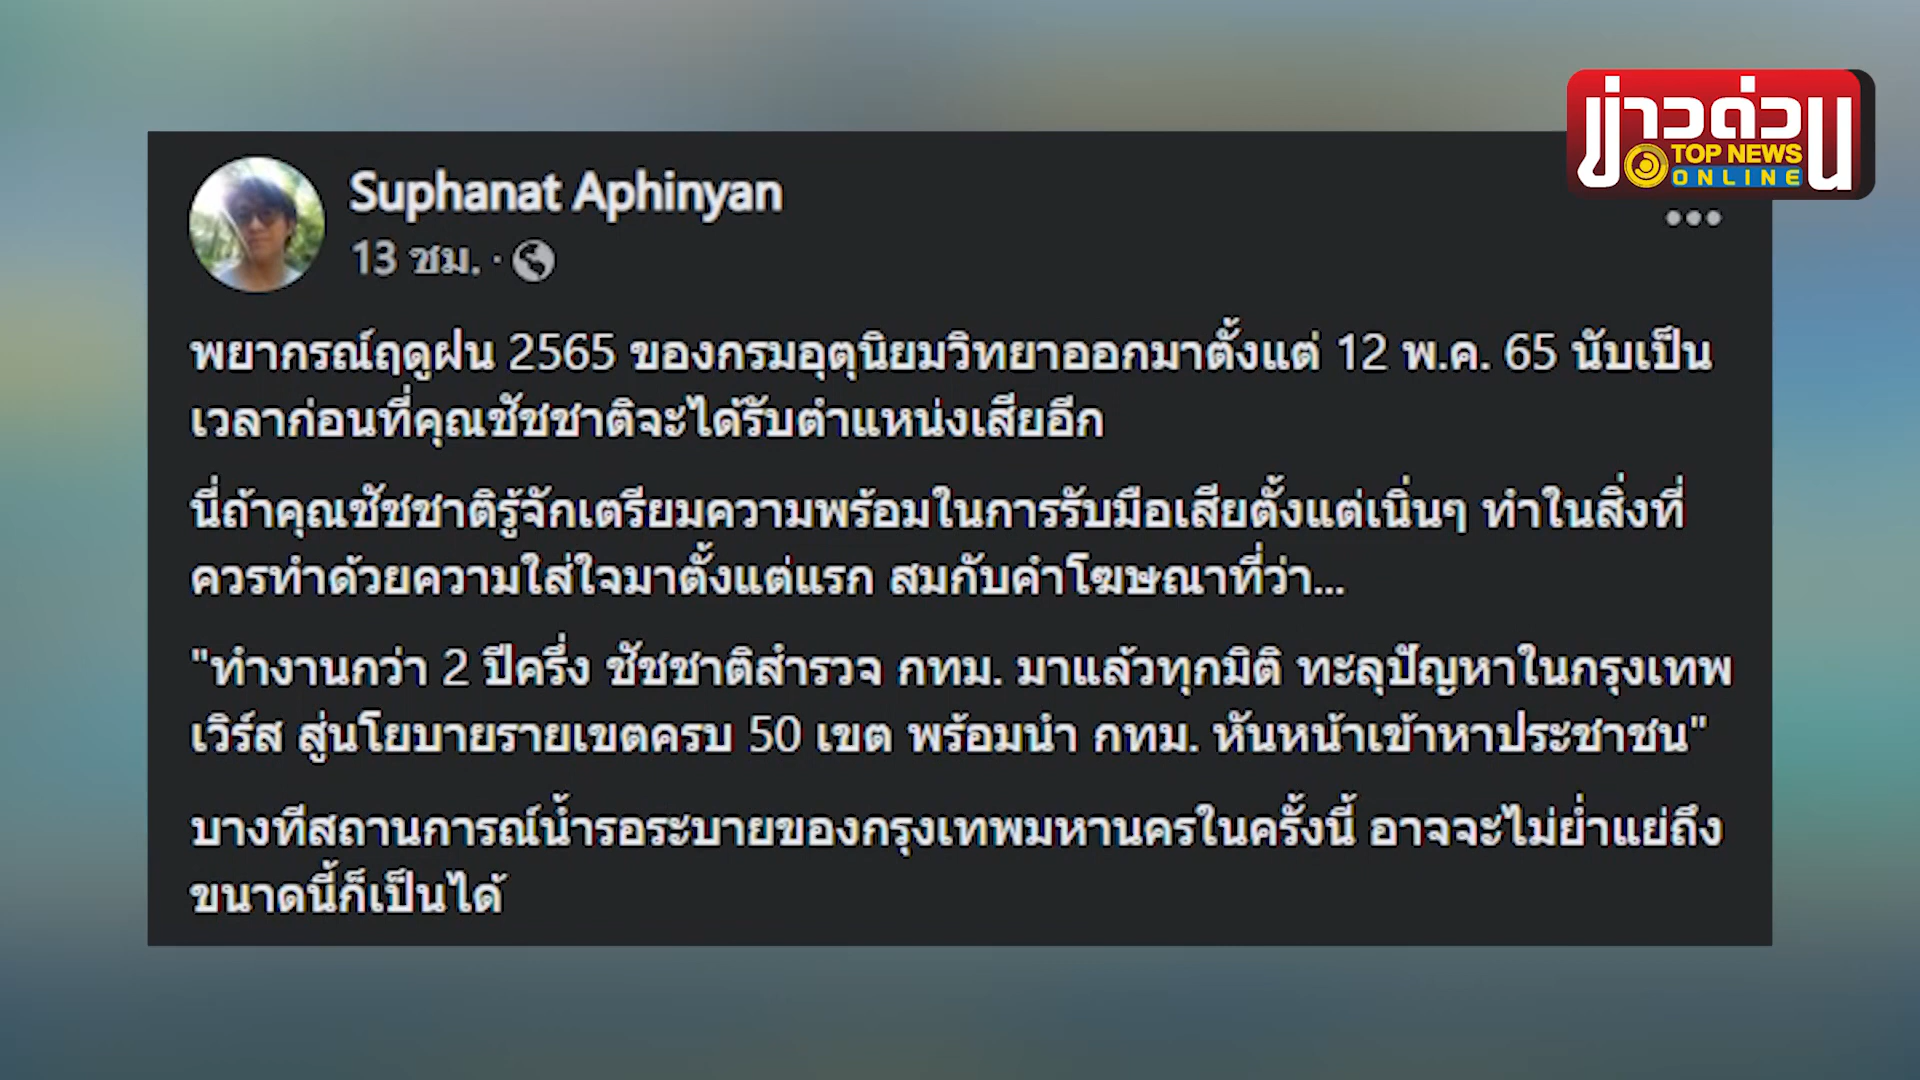 ข่าวด่วน
TOP NEWS
ONLINE
Suphanat Aphinyan
13 ชม. ·
พยากรณ์ฤดูฝน 2565 ของกรมอุตุนิยมวิทยาออกมาตั้งแต่ 12 พ.ค. 65 นับเป็น
เวลาก่อนที่คุณชัชชาติจะได้รับตำแหน่งเสียอีก
นี่ถ้าคุณชัชชาติรู้จักเตรียมความพร้อมในการรับมือเสียตั้งแต่เนิ่นๆ ทำในสิ่งที่
ควรทำด้วยความใส่ใจมาตั้งแต่แรก สมกับคำโฆษณาที่ว่า...
"ทำงานกว่า 2 ปีครึ่ง ชัชชาติสำรวจ กทม. มาแล้วทุกมิติ ทะลุปัญหาในกรุงเทพ
เวิร์ส สู่นโยบายรายเขตครบ 50 เขต พร้อมนำ กทม. หันหน้าเข้าหาประชาชน"
บางทีสถานการณ์น้ำรอระบายของกรุงเทพมหานครในครั้งนี้ อาจจะไม่ย่ำแย่ถึง
ขนาดนี้ก็เป็นได้